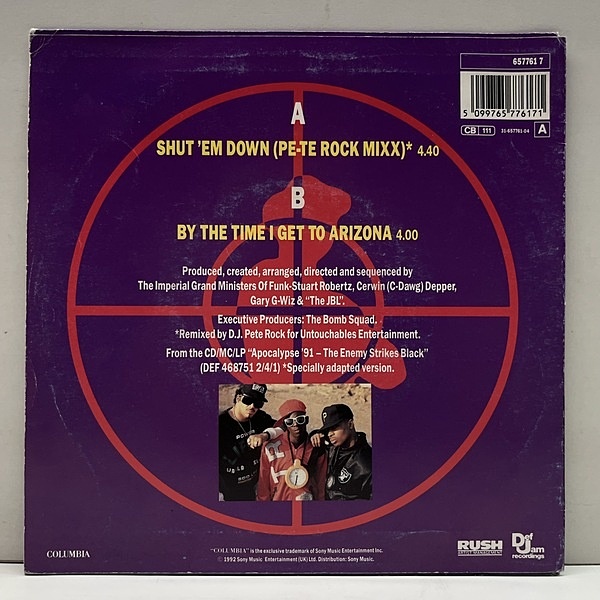 657761 7
5 099765 776171
CB 111 31-657761-04 A
A
SHUT 'EM DOWN (PE-TE ROCK MIXX)* 4.40
B
BY THE TIME I GET TO ARIZONA 4.00
Produced, created, arranged, directed and sequenced by
The Imperial Grand Ministers Of Funk-Stuart Robertz, Cerwin (C-Dawg) Depper,
Gary G-Wiz & "The JBL".
Executive Producers: The Bomb Squad.
*Remixed by D.J. Pete Rock for Untouchables Entertainment.
From the CD/MC/LP "Apocalypse '91 – The Enemy Strikes Black"
(DEF 468751 2/4/1) *Specially adapted version.
COLUMBIA
"COLUMBIA" is the exclusive trademark of Sony Music Entertainment Inc.
© 1992 Sony Music Entertainment (UK) Ltd. Distribution: Sony Music.
RUSH
ARTIST MANAGEMENT
Def Jam
recordings